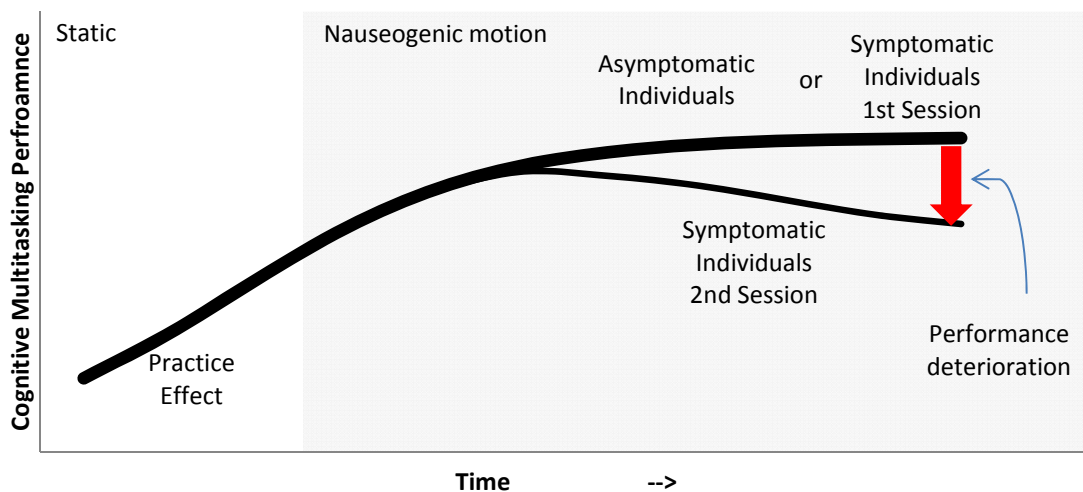 Static
Nauseogenic motion
Asymptomatic
Individuals
or
Symptomatic
Individuals
1st Session
Symptomatic
Individuals
2nd Session
Performance
deterioration
Practice
Effect
Cognitive Multitasking Perfroamnce
Time -->